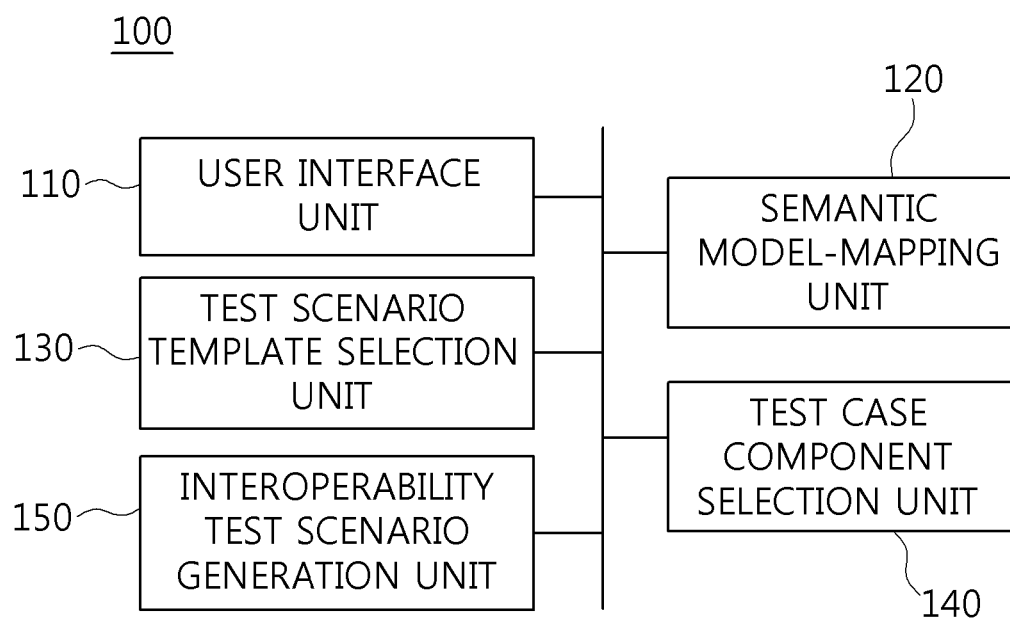 100
120
110
USER INTERFACE
UNIT
SEMANTIC
MODEL-MAPPING
UNIT
130
TEST SCENARIO
TEMPLATE SELECTION
UNIT
TEST CASE
COMPONENT
SELECTION UNIT
150
INTEROPERABILITY
TEST SCENARIO
GENERATION UNIT
140